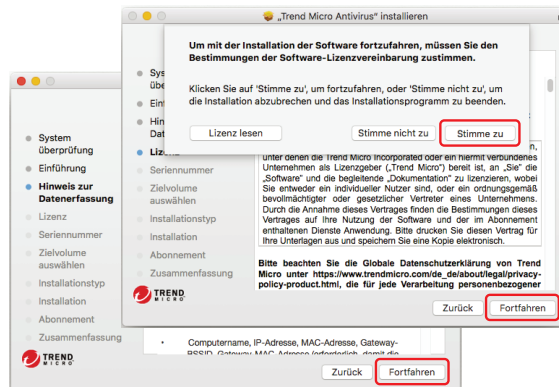 „Trend Micro Antivirus“ installieren
Um mit der Installation der Software fortzufahren, müssen Sie den
Bestimmungen der Software-Lizenzvereinbarung zustimmen.
Klicken Sie auf 'Stimme zu', um fortzufahren, oder 'Stimme nicht zu', um
die Installation abzubrechen und das Installationsprogramm zu beenden.
Lizenz lesen
Stimme nicht zu
Stimme zu
Seriennummer
Zielvolume
auswählen
Installationstyp
Installation
Abonnement
Zusammenfassung
unter denen die Trend Micro Incorporated oder ein hiermit verbundenes
Unternehmen als Lizenzgeber („Trend Micro“) bereit ist, an „Sie“ die
„Software“ und die begleitende „Dokumentation“ zu lizenzieren, wobei
Sie entweder ein individueller Nutzer sind, oder ein ordnungsgemäß
bevollmächtigter oder gesetzlicher Vertreter eines Unternehmens.
Durch die Annahme dieses Vertrages finden die Bestimmungen dieses
Vertrages auf Ihre Nutzung der Software und der im Abonnement
enthaltenen Dienste Anwendung. Bitte drucken Sie diesen Vertrag für
Ihre Unterlagen aus und speichern Sie eine Kopie elektronisch.
Bitte beachten Sie die Globale Datenschutzerklärung von Trend
Micro unter https://www.trendmicro.com/de_de/about/legal/privacy-
policy-product.html, die für jede Verarbeitung personenbezogener
TREND
MICRO
Zurück
Fortfahren
System
überprüfung
Einführung
Hinweis zur
Datenerfassung
Lizenz
Seriennummer
Zielvolume
auswählen
Installationstyp
Installation
Abonnement
Zusammenfassung
Computername, IP-Adresse, MAC-Adresse, Gateway-
TREND
MICRO
Zurück
Fortfahren